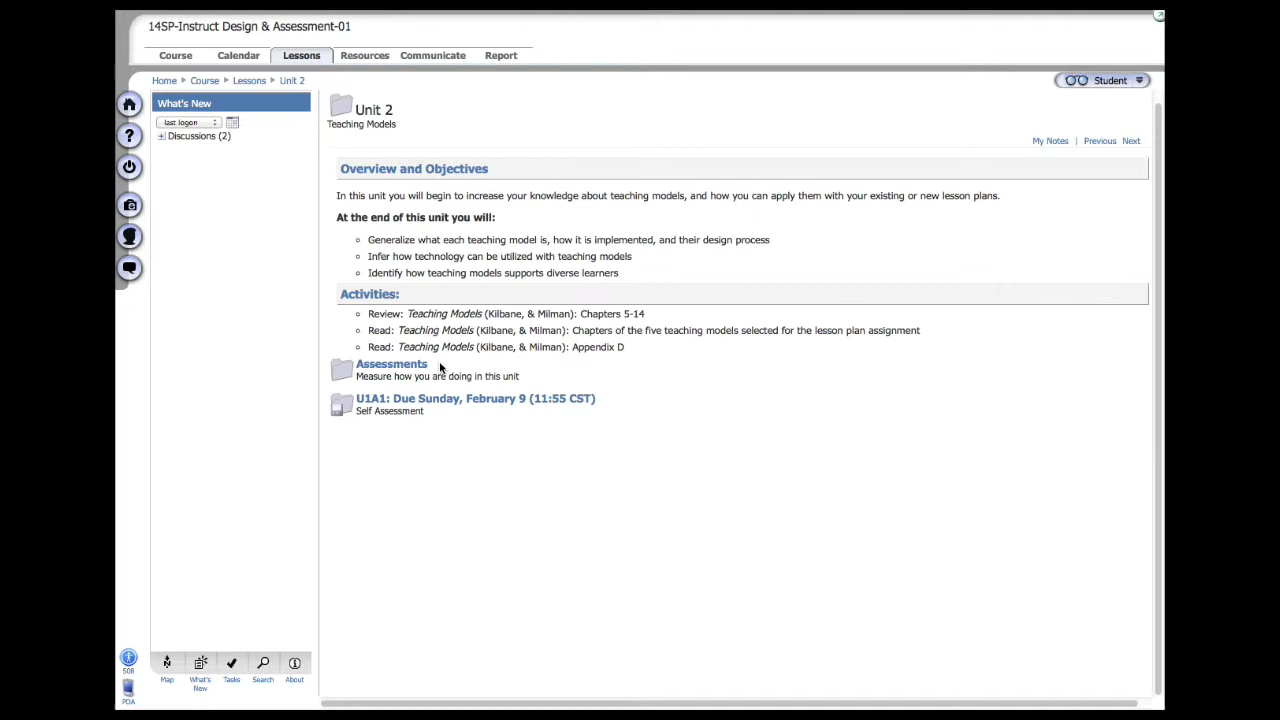 14SP-Instruct Design & Assessment-01
Course Calendar Lessons Resources Communicate Report
Home Course Lessons Unit 2
Student
What's New
last logon
Discussions (2)
Unit 2
Teaching Models
My Notes | Previous Next
Overview and Objectives
In this unit you will begin to increase your knowledge about teaching models, and how you can apply them with your existing or new lesson plans.
At the end of this unit you will:
Generalize what each teaching model is, how it is implemented, and their design process
Infer how technology can be utilized with teaching models
Identify how teaching models supports diverse learners
Activities:
Review: Teaching Models (Kilbane, & Milman): Chapters 5-14
Read: Teaching Models (Kilbane, & Milman): Chapters of the five teaching models selected for the lesson plan assignment
Read: Teaching Models (Kilbane, & Milman): Appendix D
Assessments
Measure how you are doing in this unit
U1A1: Due Sunday, February 9 (11:55 CST)
Self Assessment
508
PDA
Map What's New Tasks Search About